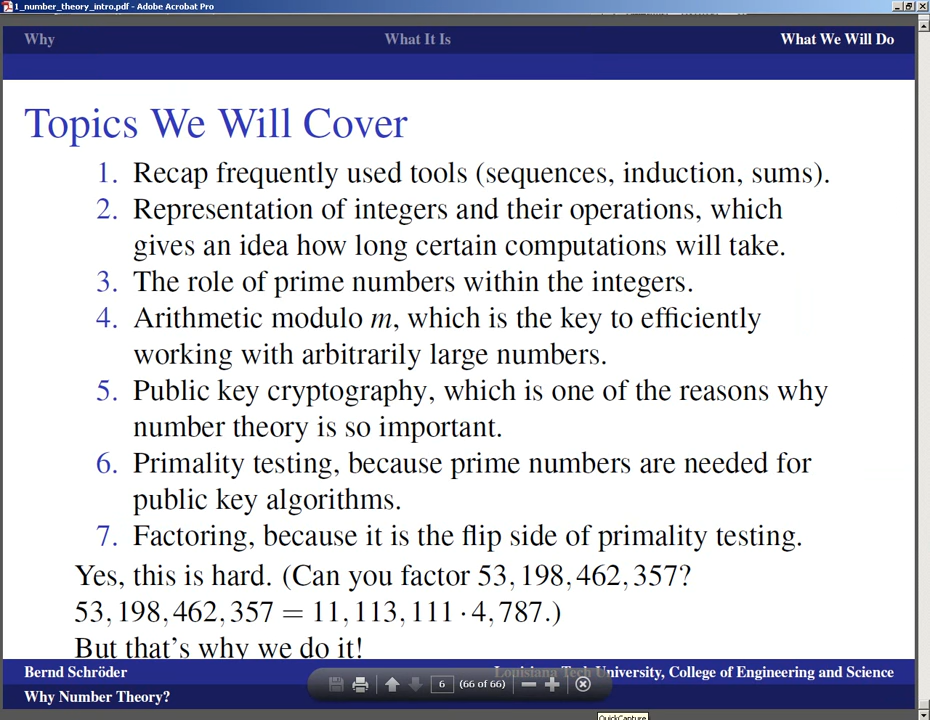 1_number_theory_intro.pdf - Adobe Acrobat Pro
Why What It Is What We Will Do
Topics We Will Cover
1. Recap frequently used tools (sequences, induction, sums).
2. Representation of integers and their operations, which
gives an idea how long certain computations will take.
3. The role of prime numbers within the integers.
4. Arithmetic modulo m, which is the key to efficiently
working with arbitrarily large numbers.
5. Public key cryptography, which is one of the reasons why
number theory is so important.
6. Primality testing, because prime numbers are needed for
public key algorithms.
7. Factoring, because it is the flip side of primality testing.
Yes, this is hard. (Can you factor 53, 198, 462, 357?
53, 198, 462, 357 = 11, 113, 111 · 4, 787.)
But that's why we do it!
Bernd Schröder Louisiana Tech University, College of Engineering and Science
6 (66 of 66)
Why Number Theory?
QuickCapture